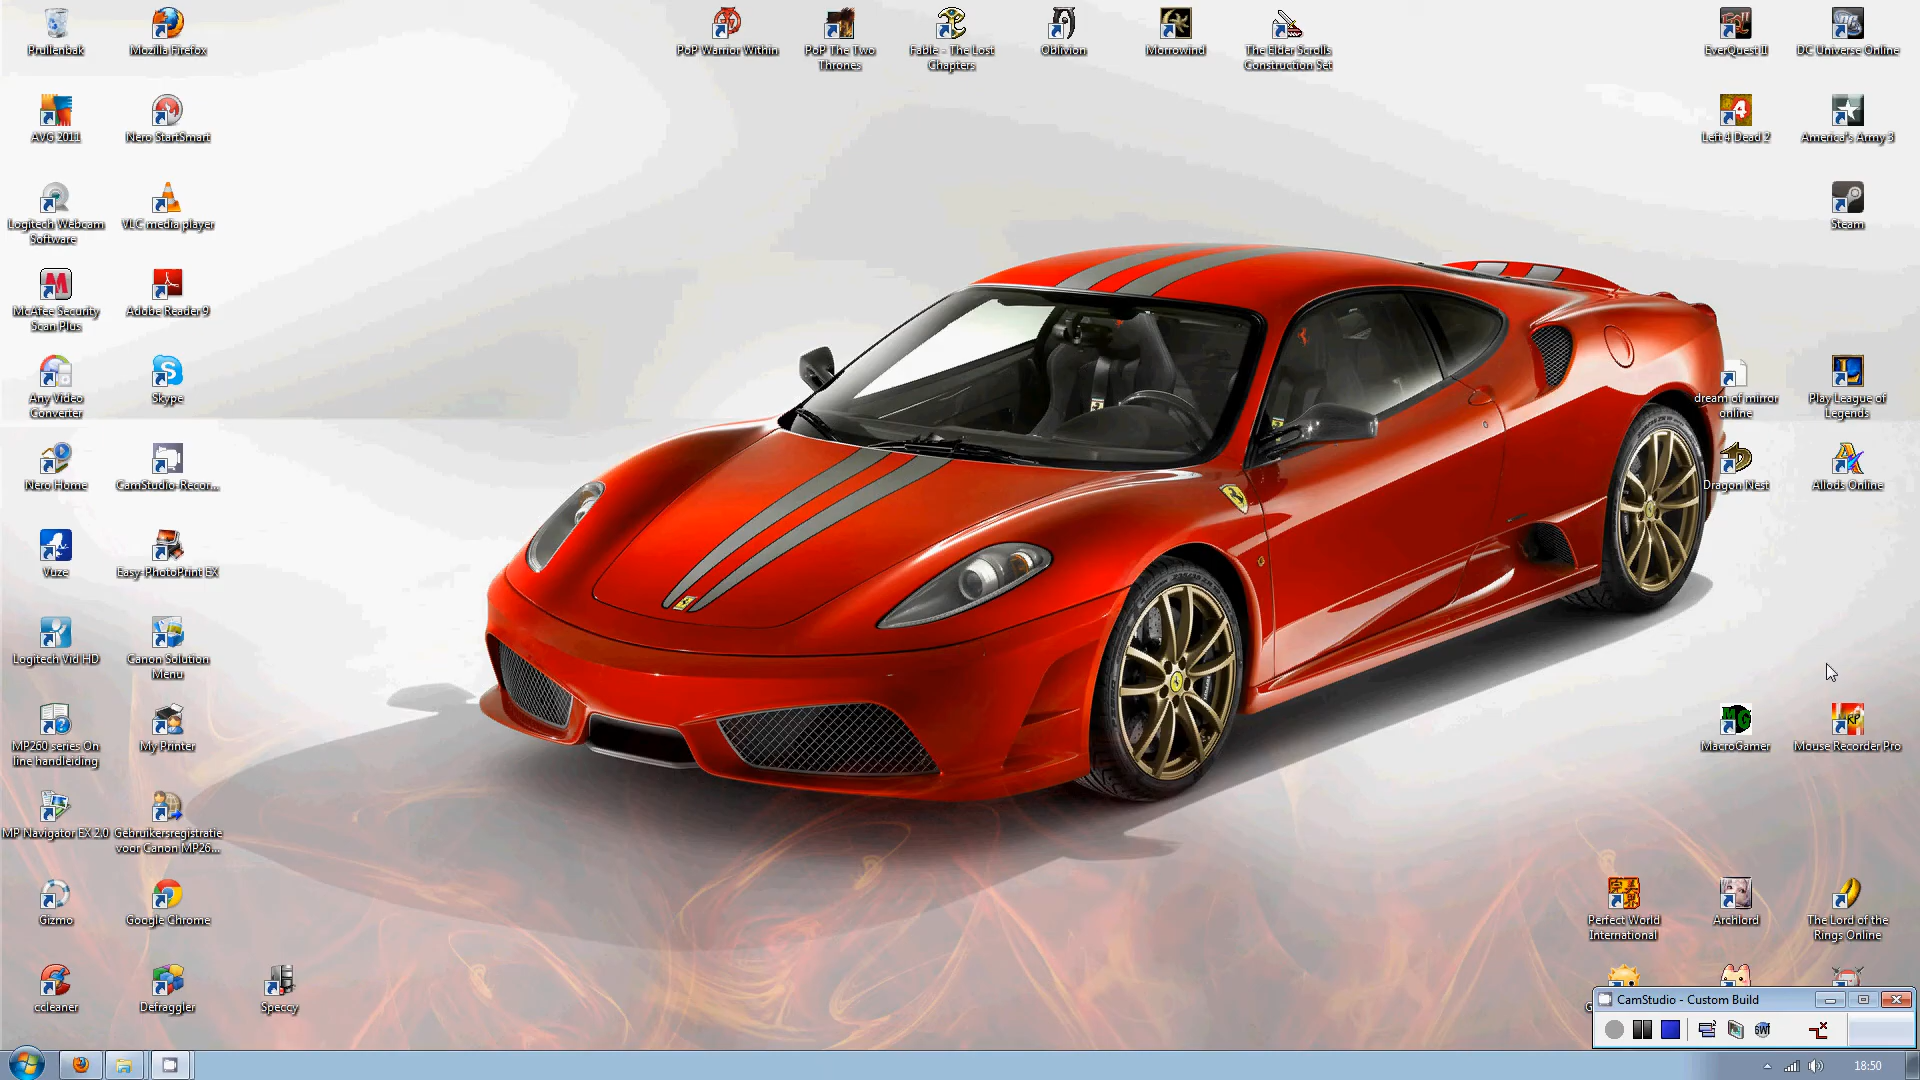 Prullenbak
Mozilla Firefox
PoP Warrior Within
PoP The Two
Thrones
Fable - The Lost
Chapters
Oblivion
Morrowind
The Elder Scrolls
Construction Set
EverQuest II
DC Universe Online
AVG 2011
Nero StartSmart
Left 4 Dead 2
America's Army 3
Logitech Webcam
Software
VLC media player
Steam
McAfee Security
Scan Plus
Adobe Reader 9
Any Video
Converter
Skype
dream of mirror
online
Play League of
Legends
Nero Home
CamStudio-Recor...
Dragon Nest
Allods Online
Vuze
Easy-PhotoPrint EX
Logitech Vid HD
Canon Solution
Menu
MP260 series On
line handleiding
My Printer
MacroGamer
Mouse Recorder Pro
MP Navigator EX 2.0
Gebruikersregistratie
voor Canon MP26...
Gizmo
Google Chrome
Perfect World
International
Archlord
The Lord of the
Rings Online
ccleaner
Defraggler
Speccy
CamStudio - Custom Build
18:50